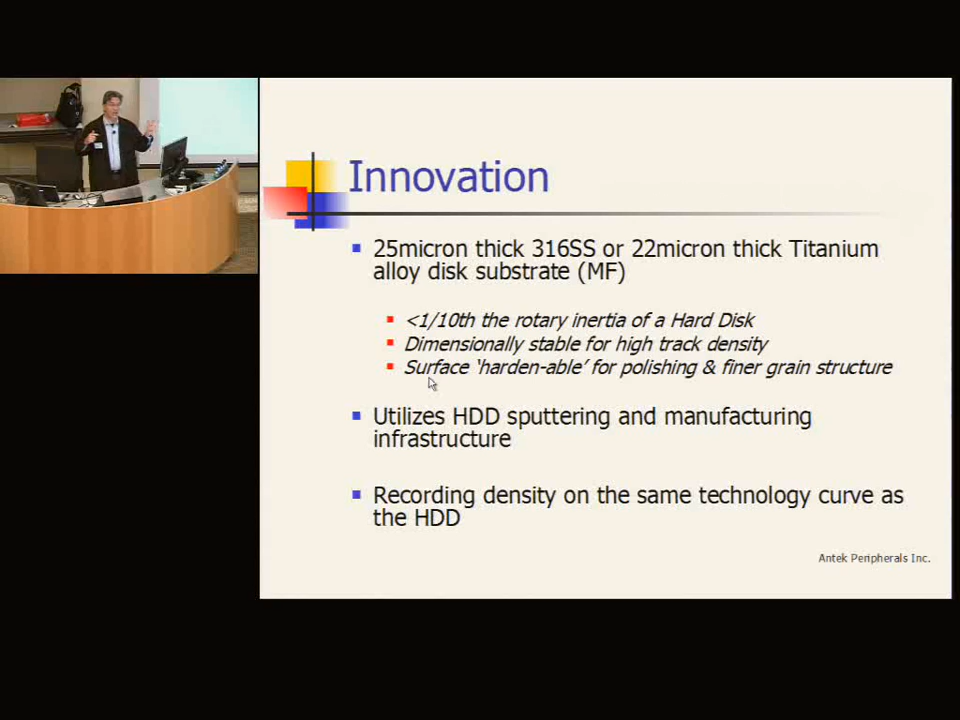 Innovation
25micron thick 316SS or 22micron thick Titanium
alloy disk substrate (MF)
<1/10th the rotary inertia of a Hard Disk
Dimensionally stable for high track density
Surface ‘harden-able’ for polishing & finer grain structure
Utilizes HDD sputtering and manufacturing
infrastructure
Recording density on the same technology curve as
the HDD
Antek Peripherals Inc.